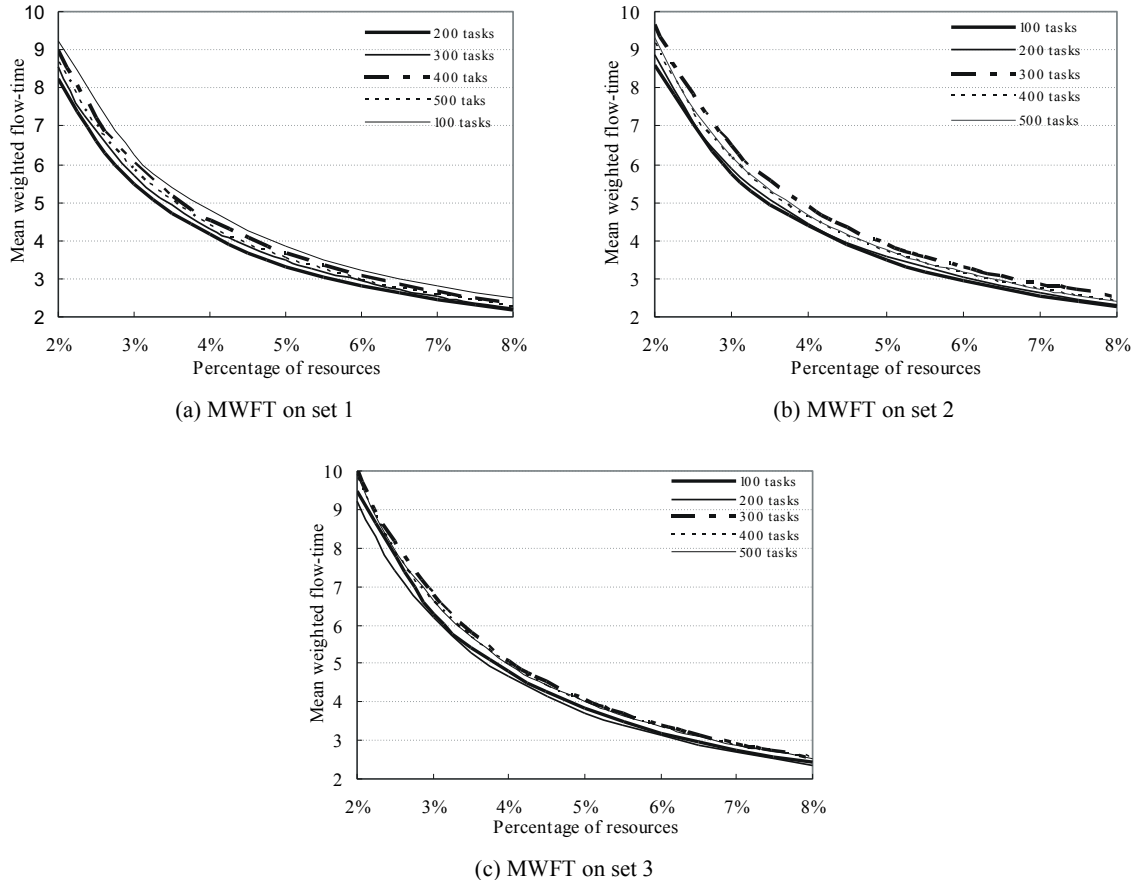 Mean weighted flow-time
10
9
8
7
6
5
4
3
2
2% 3% 4% 5% 6% 7% 8%
Percentage of resources
200 tasks
300 tasks
400 taks
500 taks
100 tasks
(a) MWFT on set 1
Mean weighted flow-time
10
9
8
7
6
5
4
3
2
2% 3% 4% 5% 6% 7% 8%
Percentage of resources
100 tasks
200 tasks
300 tasks
400 tasks
500 tasks
(b) MWFT on set 2
Mean weighted flow-time
10
9
8
7
6
5
4
3
2
2% 3% 4% 5% 6% 7% 8%
Percentage of resources
100 tasks
200 tasks
300 tasks
400 tasks
500 tasks
(c) MWFT on set 3